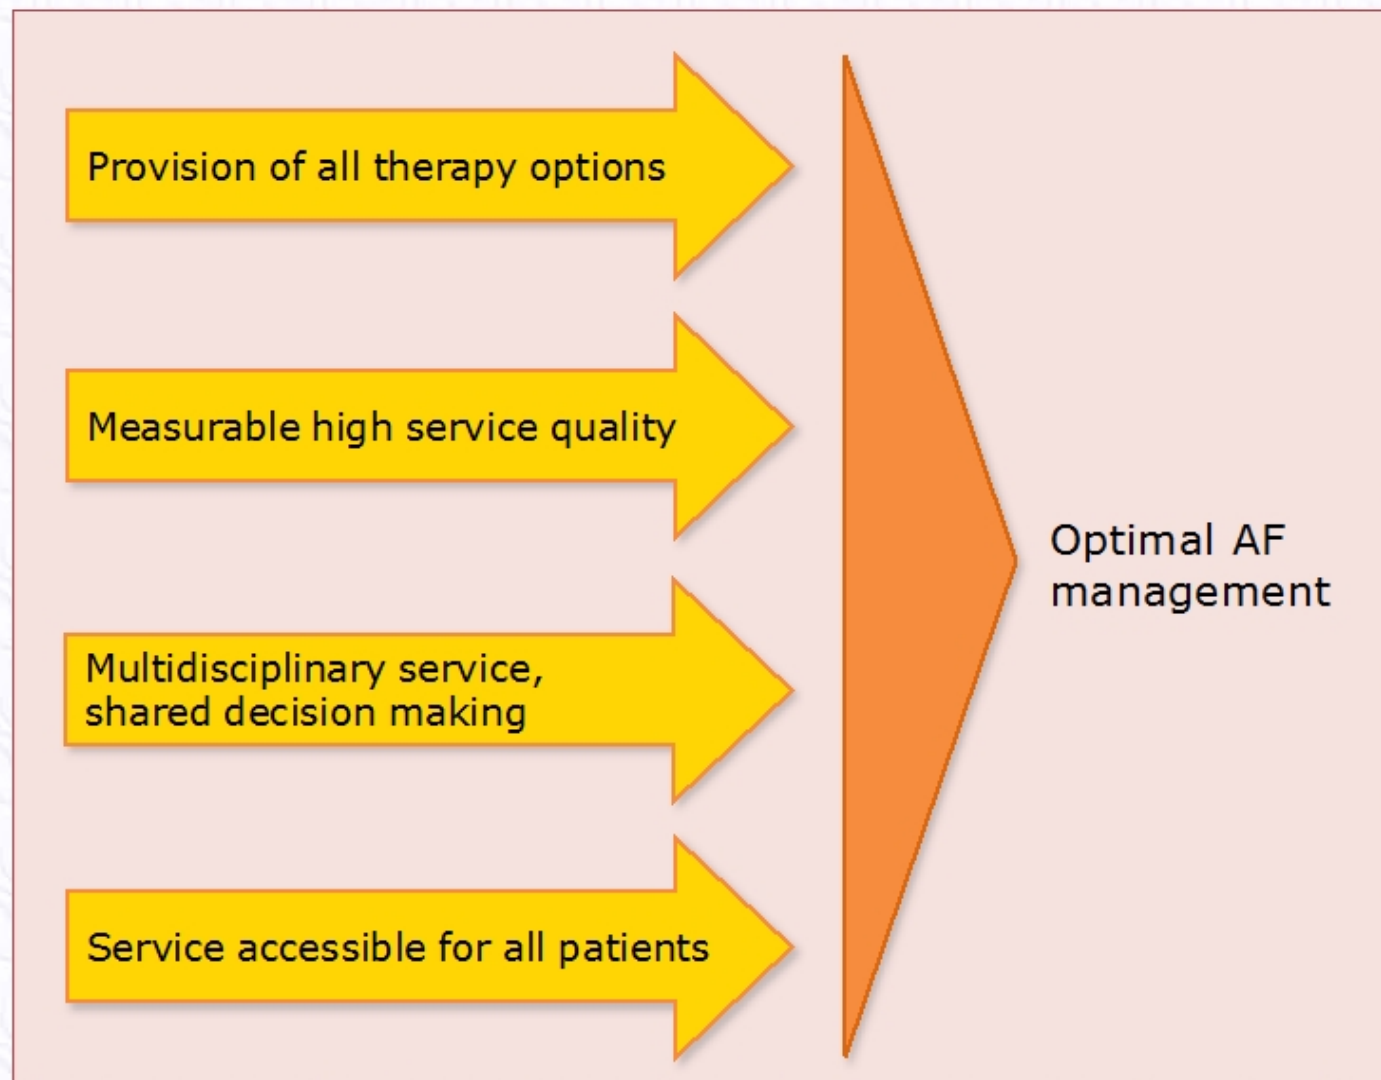 Provision of all therapy options
Measurable high service quality
Multidisciplinary service,
shared decision making
Service accessible for all patients
Optimal AF
management